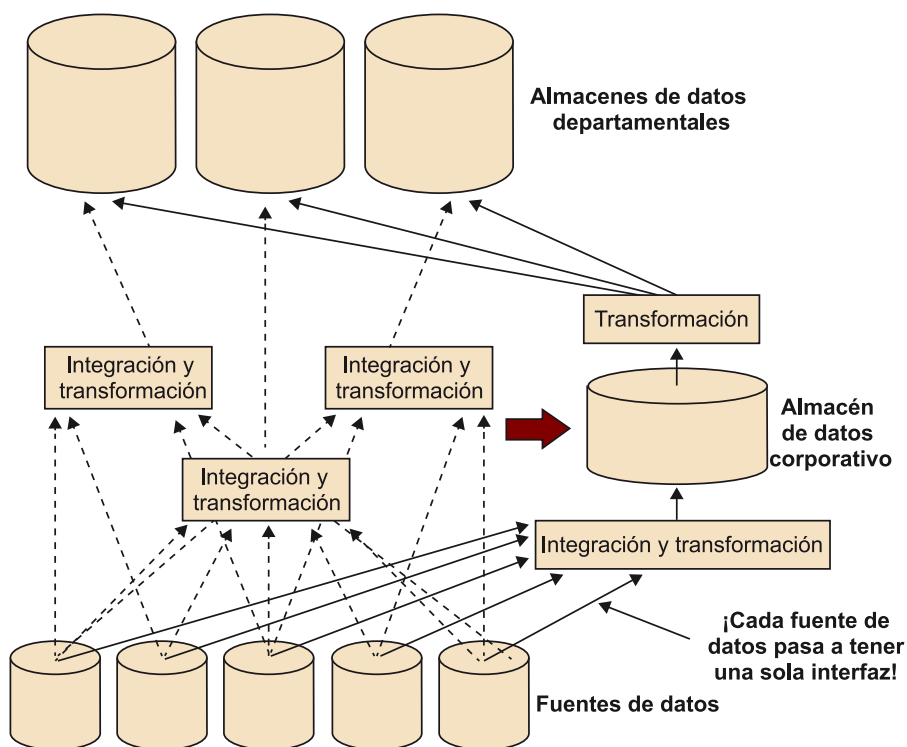 Almacenes de datos
departamentales
Transformación
Integración y
transformación
Integración y
transformación
Almacén
de datos
corporativo
Integración y
transformación
Integración y transformación
¡Cada fuente de
datos pasa a tener
una sola interfaz!
Fuentes de datos